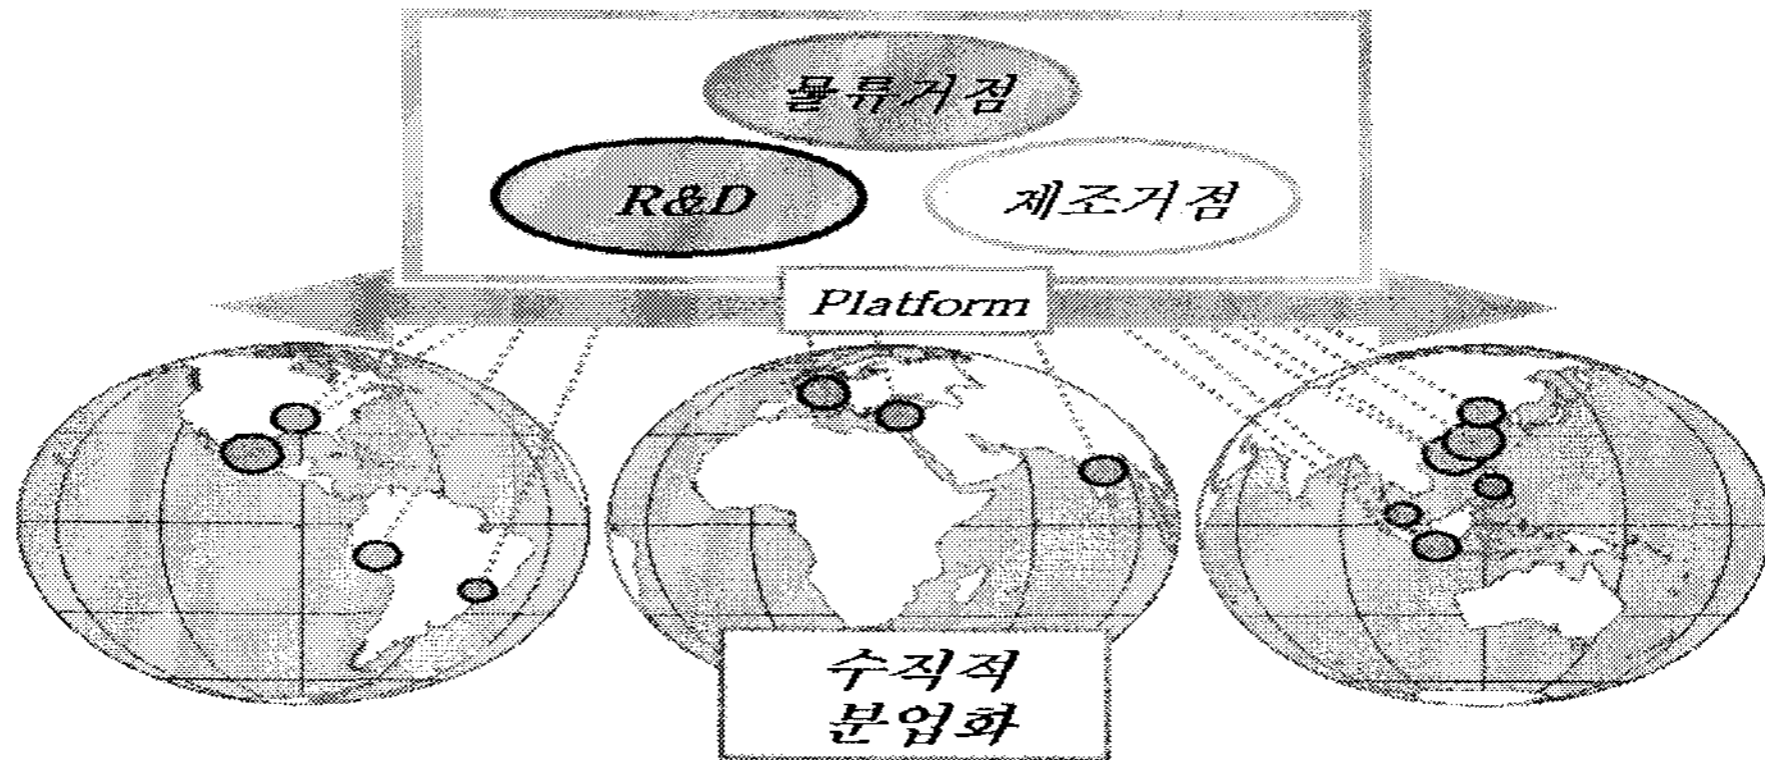 물류거점
R&D
제조거점
Platform
수직적
분업화